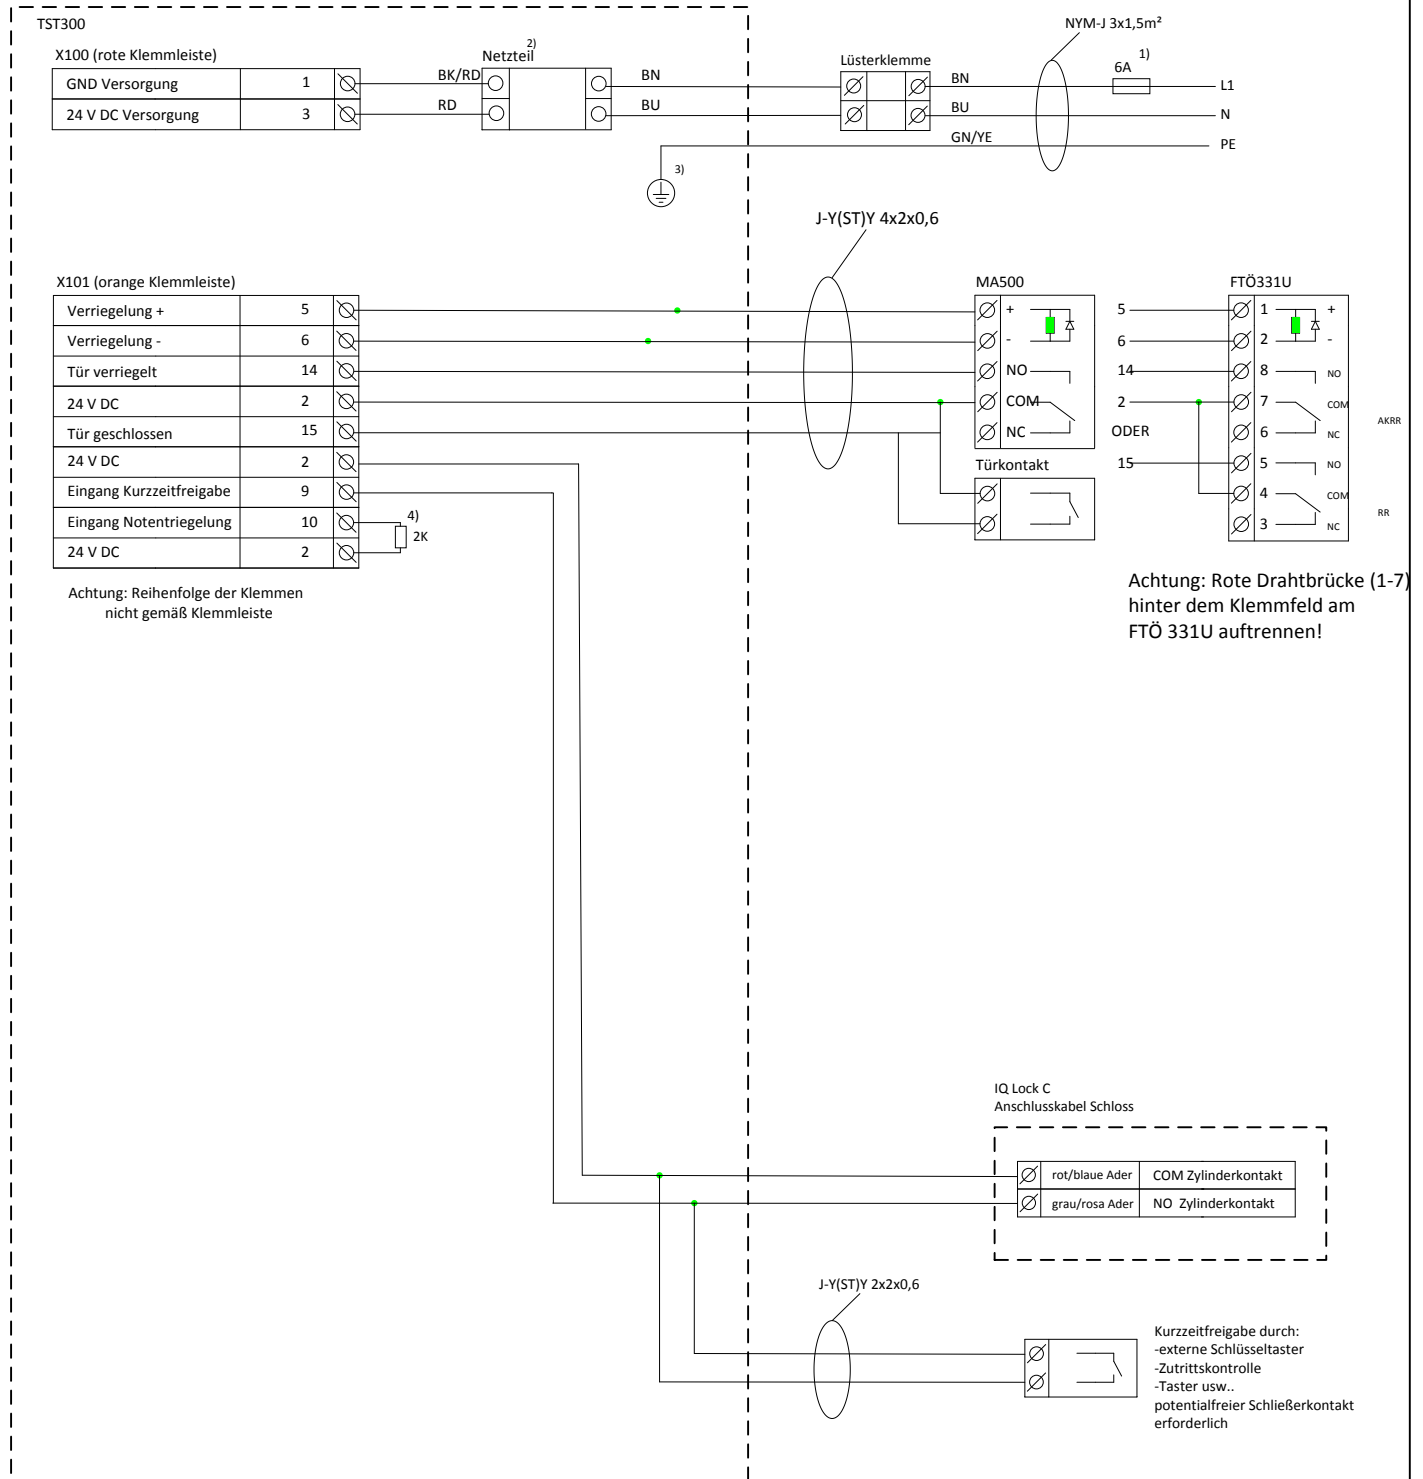 TST300
X100 (rote Klemmleiste)
GND Versorgung 1
24 V DC Versorgung 3
BK/RD
RD
Netzteil 2)
BN
BU
Lüsterklemme
BN
BU
GN/YE
NYM-J 3x1,5m²
6A 1)
L1
N
PE
3)
J-Y(ST)Y 4x2x0,6
X101 (orange Klemmleiste)
Verriegelung + 5
Verriegelung - 6
Tür verriegelt 14
24 V DC 2
Tür geschlossen 15
24 V DC 2
Eingang Kurzzeitfreigabe 9
Eingang Notentriegelung 10
24 V DC 2
4)
2K
Achtung: Reihenfolge der Klemmen
nicht gemäß Klemmleiste
MA500
+
-
NO
COM
NC
Türkontakt
5
6
14
2
ODER
15
FTÖ331U
1 +
2 -
8 NO
7 COM
6 NC
5 NO
4 COM
3 NC
AKRR
RR
Achtung: Rote Drahtbrücke (1-7)
hinter dem Klemmfeld am
FTÖ 331U auftrennen!
IQ Lock C
Anschlusskabel Schloss
rot/blaue Ader COM Zylinderkontakt
grau/rosa Ader NO Zylinderkontakt
J-Y(ST)Y 2x2x0,6
Kurzzeitfreigabe durch:
-externe Schlüsseltaster
-Zutrittskontrolle
-Taster usw..
potentialfreier Schließerkontakt
erforderlich